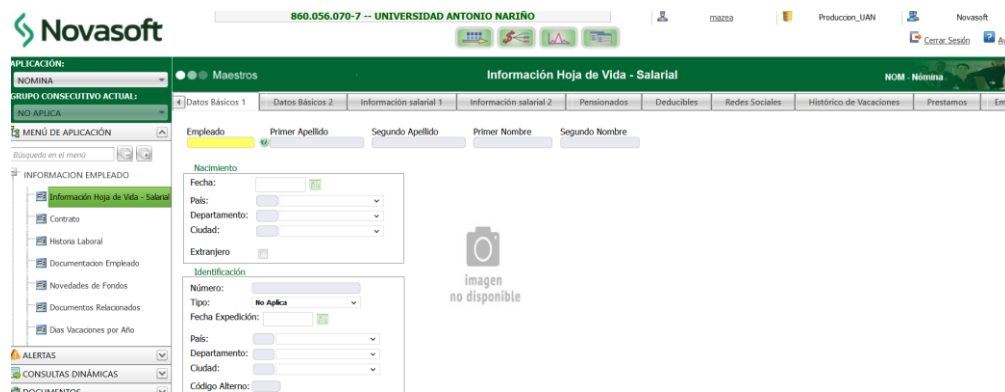 860.056.070-7 -- UNIVERSIDAD ANTONIO NARIÑO
mazea
Produccion_UAN
Novasoft
Novasoft
Cerrar Sesión
APLICACIÓN:
NOMINA
Maestros
Información Hoja de Vida - Salarial
NOM - Nómina
GRUPO CONSECUTIVO ACTUAL:
NO APLICA
Datos Básicos 1
Datos Básicos 2
Información salarial 1
Información salarial 2
Pensionados
Deducibles
Redes Sociales
Histórico de Vacaciones
Prestamos
MENÚ DE APLICACIÓN
Búsqueda en el menú
INFORMACION EMPLEADO
Información Hoja de Vida - Salarial
Contrato
Historia Laboral
Documentacion Empleado
Novedades de Fondos
Documentos Relacionados
Dias Vacaciones por Año
ALERTAS
CONSULTAS DINÁMICAS
DOCUMENTOS
Empleado
Primer Apellido
Segundo Apellido
Primer Nombre
Segundo Nombre
Nacimiento
Fecha:
País:
Departamento:
Ciudad:
Extranjero
Identificación
Número:
Tipo: No Aplica
Fecha Expedición:
País:
Departamento:
Ciudad:
Código Alterno:
imagen
no disponible